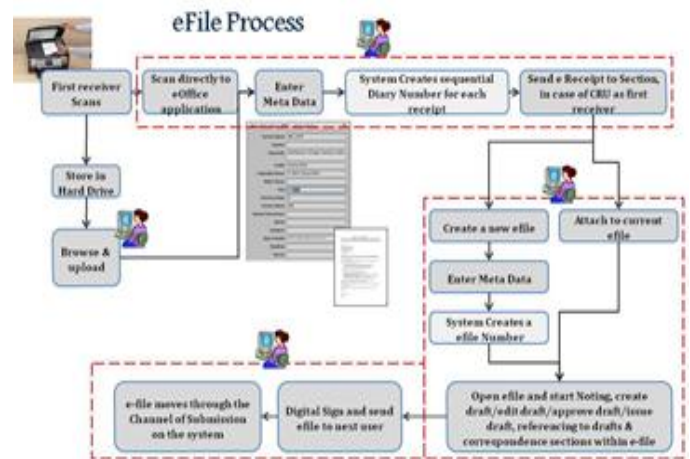 eFile Process
First receiver
Scans
Scan directly to
eOffice
application
Enter
Meta Data
System Creates sequential
Diary Number for each
receipt
Send e Receipt to Section,
in case of CRU as first
receiver
Store in
Hard Drive
Browse &
upload
Create a new efile
Attach to current
efile
Enter Meta Data
System Creates a
efile Number
Open efile and start Noting, create
draft/edit draft/approve draft/issue
draft, referencing to drafts &
correspondence sections within e-file
Digital Sign and send
efile to next user
e-file moves through the
Channel of Submission
on the system